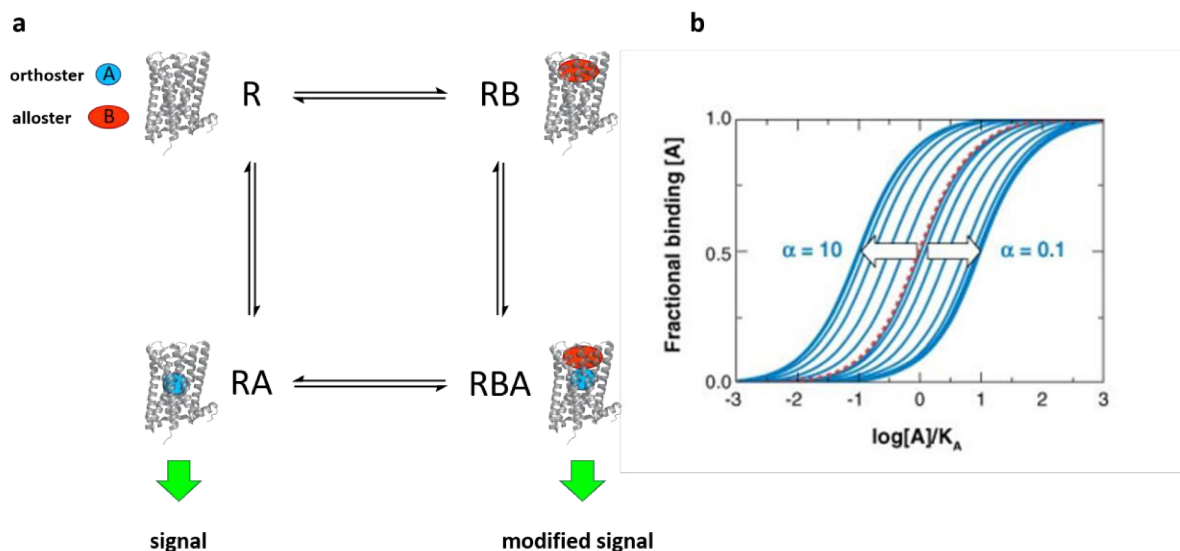 a
orthoster A
alloster B
R
RB
RA
RBA
signal
modified signal
b
Fractional binding [A]
1.0
0.5
0.0
α = 10
α = 0.1
-3 -2 -1 0 1 2 3
log[A]/K_A